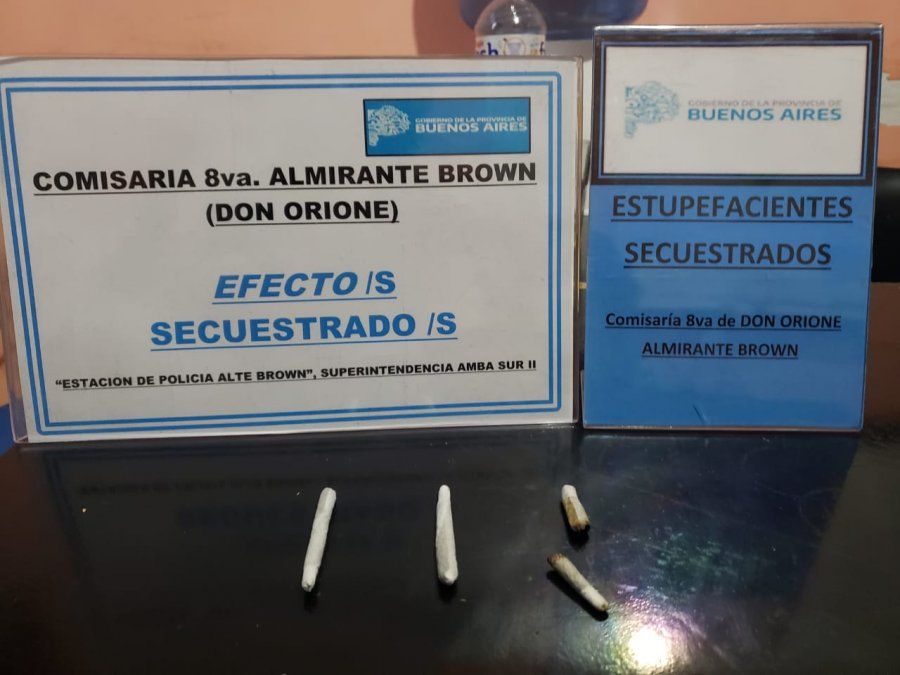 GOBIERNO DE LA PROVINCIA DE
BUENOS AIRES
COMISARIA 8va. ALMIRANTE BROWN
(DON ORIONE)
EFECTO /S
SECUESTRADO /S
“ESTACION DE POLICIA ALTE BROWN”, SUPERINTENDENCIA AMBA SUR II
GOBIERNO DE LA PROVINCIA DE
BUENOS AIRES
ESTUPEFACIENTES
SECUESTRADOS
Comisaría 8va de DON ORIONE
ALMIRANTE BROWN